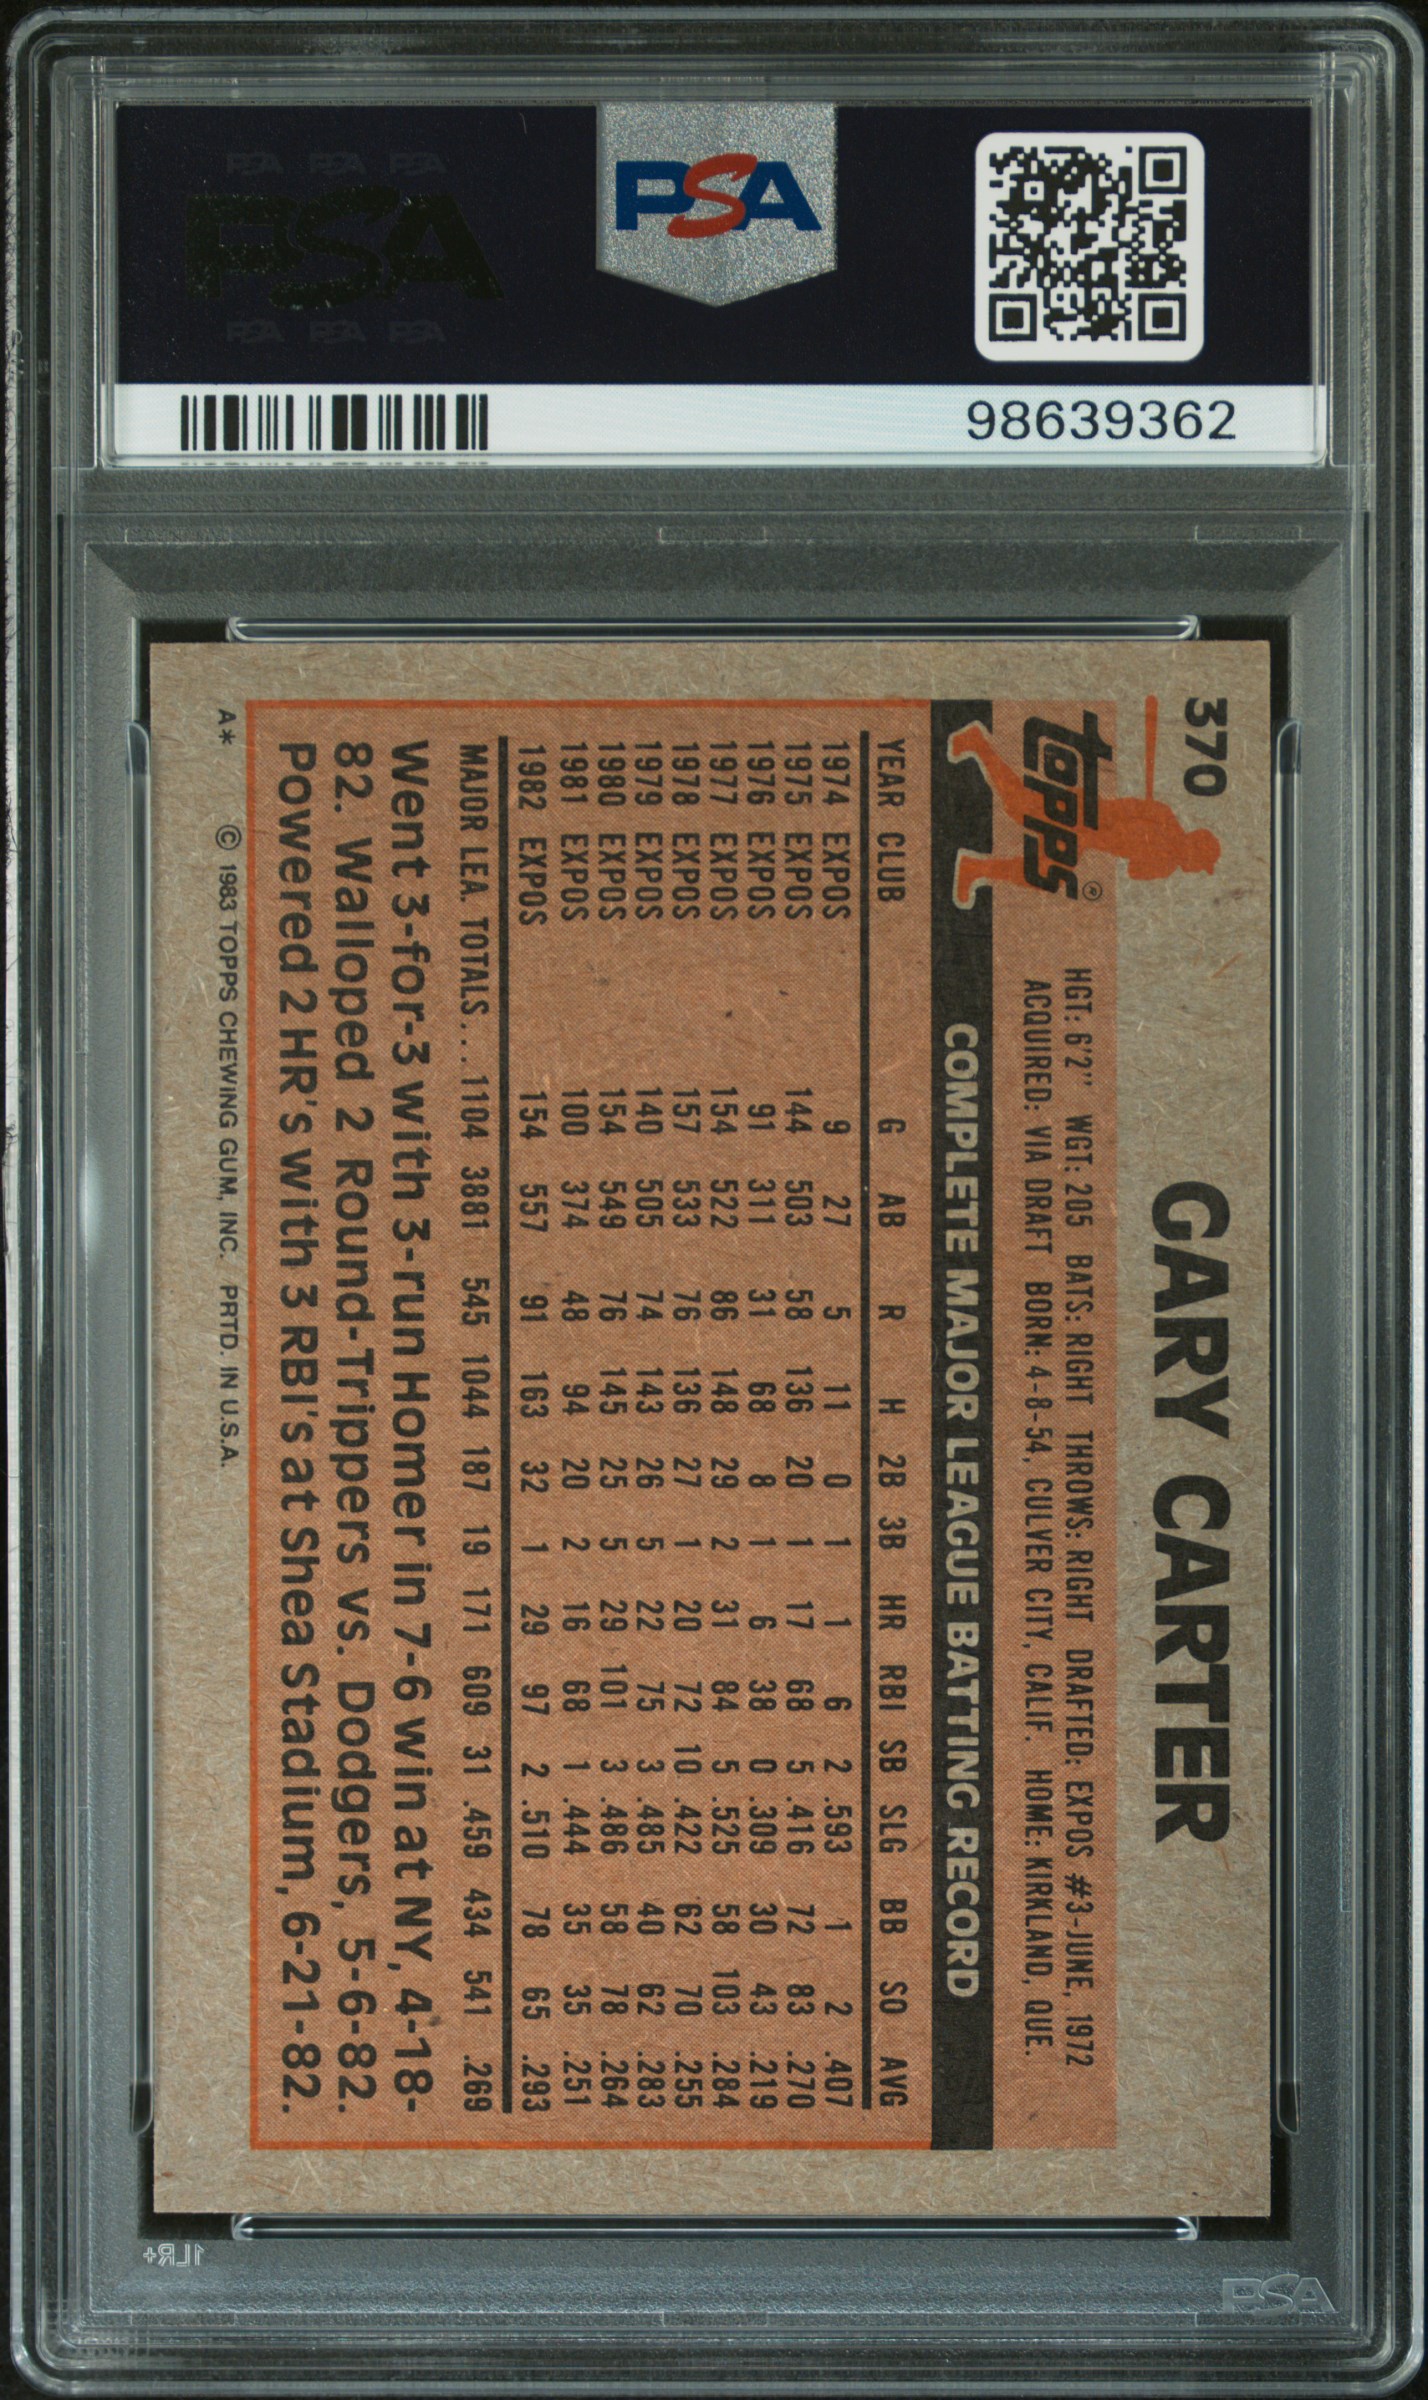 PSA PSA PSA
PSA
PSA PSA PSA
PSA
98639362
370
GARY CARTER
TOPPS®
HGT: 6'2" WGT: 205 BATS: RIGHT THROWS: RIGHT DRAFTED: EXPOS #3-JUNE, 1972
ACQUIRED: VIA DRAFT BORN: 4-8-54, CULVER CITY, CALIF. HOME: KIRKLAND, QUE.
COMPLETE MAJOR LEAGUE BATTING RECORD
YEAR CLUB G AB R H 2B 3B HR RBI SB SLG BB SO AVG
1974 EXPOS 9 27 5 11 0 1 1 6 2 .593 1 2 .407
1975 EXPOS 144 503 58 136 20 1 17 68 5 .416 72 83 .270
1976 EXPOS 91 311 31 68 8 1 6 38 0 .309 30 43 .219
1977 EXPOS 154 522 86 148 29 2 31 84 5 .525 58 103 .284
1978 EXPOS 157 533 76 136 27 1 20 72 10 .422 62 70 .255
1979 EXPOS 140 505 74 143 26 5 22 75 3 .485 40 62 .283
1980 EXPOS 154 549 76 145 25 5 29 101 3 .486 58 78 .264
1981 EXPOS 100 374 48 94 20 2 16 68 1 .444 35 35 .251
1982 EXPOS 154 557 91 163 32 1 29 97 2 .510 78 65 .293
MAJOR LEA. TOTALS...1104 3881 545 1044 187 19 171 609 31 .459 434 541 .269
Went 3-for-3 with 3-run Homer in 7-6 win at NY, 4-18-
82. Walloped 2 Round-Trippers vs. Dodgers, 5-6-82.
Powered 2 HR's with 3 RBI's at Shea Stadium, 6-21-82.
A* © 1983 TOPPS CHEWING GUM, INC. PRTD. IN U.S.A.
1LR+
PSA